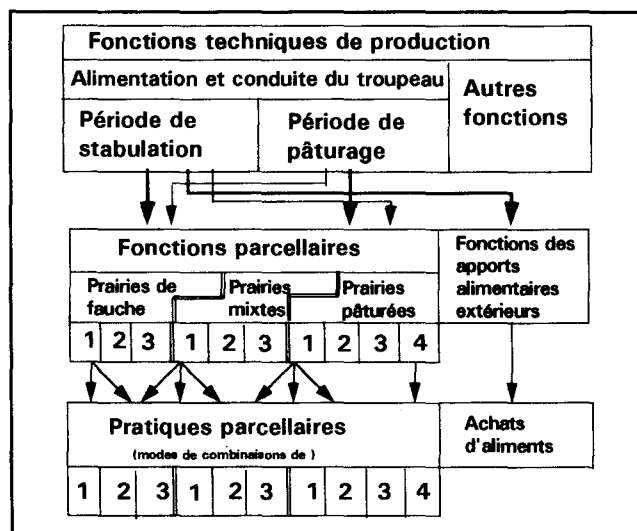 Fonctions techniques de production
Alimentation et conduite du troupeau
Autres
fonctions
Période de
stabulation
Période de
pâturage
Fonctions parcellaires
Prairies de
fauche
Prairies
mixtes
Prairies
pâturées
Fonctions des
apports
alimentaires
extérieurs
1 2 3 1 2 3 1 2 3 4
Pratiques parcellaires
(modes de combinaisons de )
Achats
d'aliments
1 2 3 1 2 3 1 2 3 4